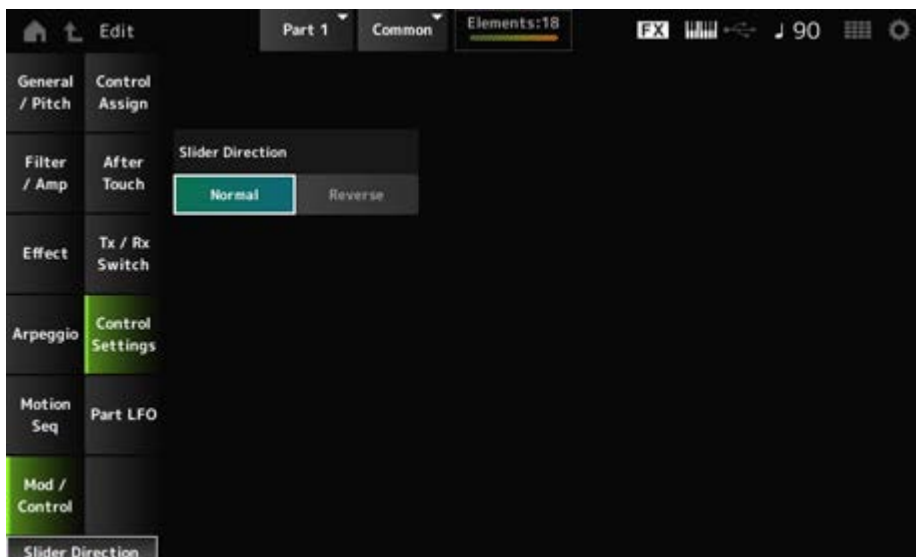 Edit
Part 1
Common
Elements:18
FX
90
General
/ Pitch
Control
Assign
Filter
/ Amp
After
Touch
Effect
Tx / Rx
Switch
Arpeggio
Control
Settings
Motion
Seq
Part LFO
Mod /
Control
Slider Direction
Normal
Reverse
Slider Direction